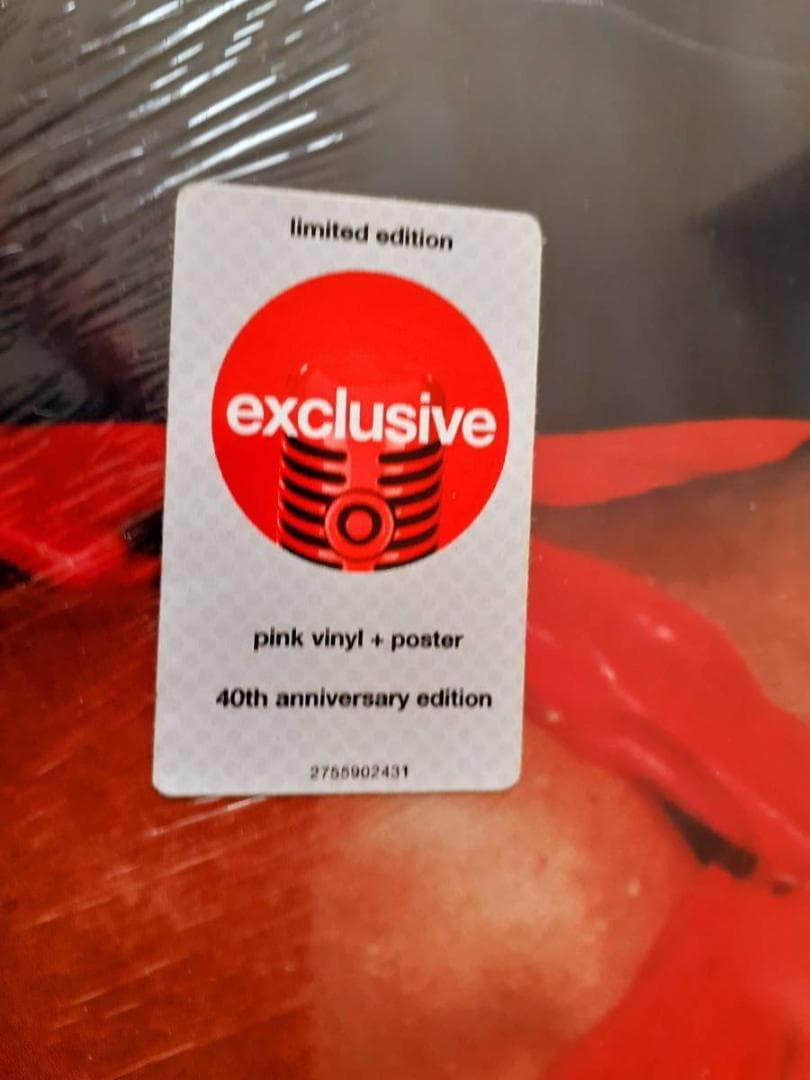 limited edition
exclusive
pink vinyl + poster
40th anniversary edition
2755902431